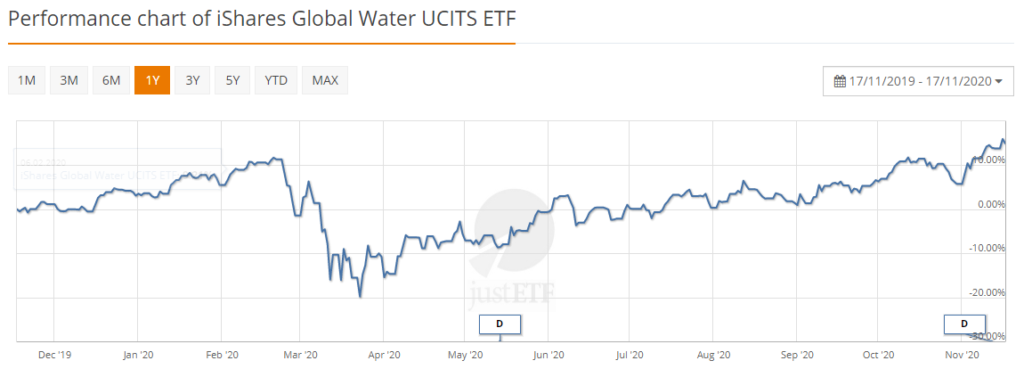 Performance chart of iShares Global Water UCITS ETF
1M 3M 6M 1Y 3Y 5Y YTD MAX
17/11/2019 - 17/11/2020
iShares Global Water UCITS ETF
10.00%
0.00%
-10.00%
-20.00%
-30.00%
justETF
D D
Dec '19 Jan '20 Feb '20 Mar '20 Apr '20 May '20 Jun '20 Jul '20 Aug '20 Sep '20 Oct '20 Nov '20